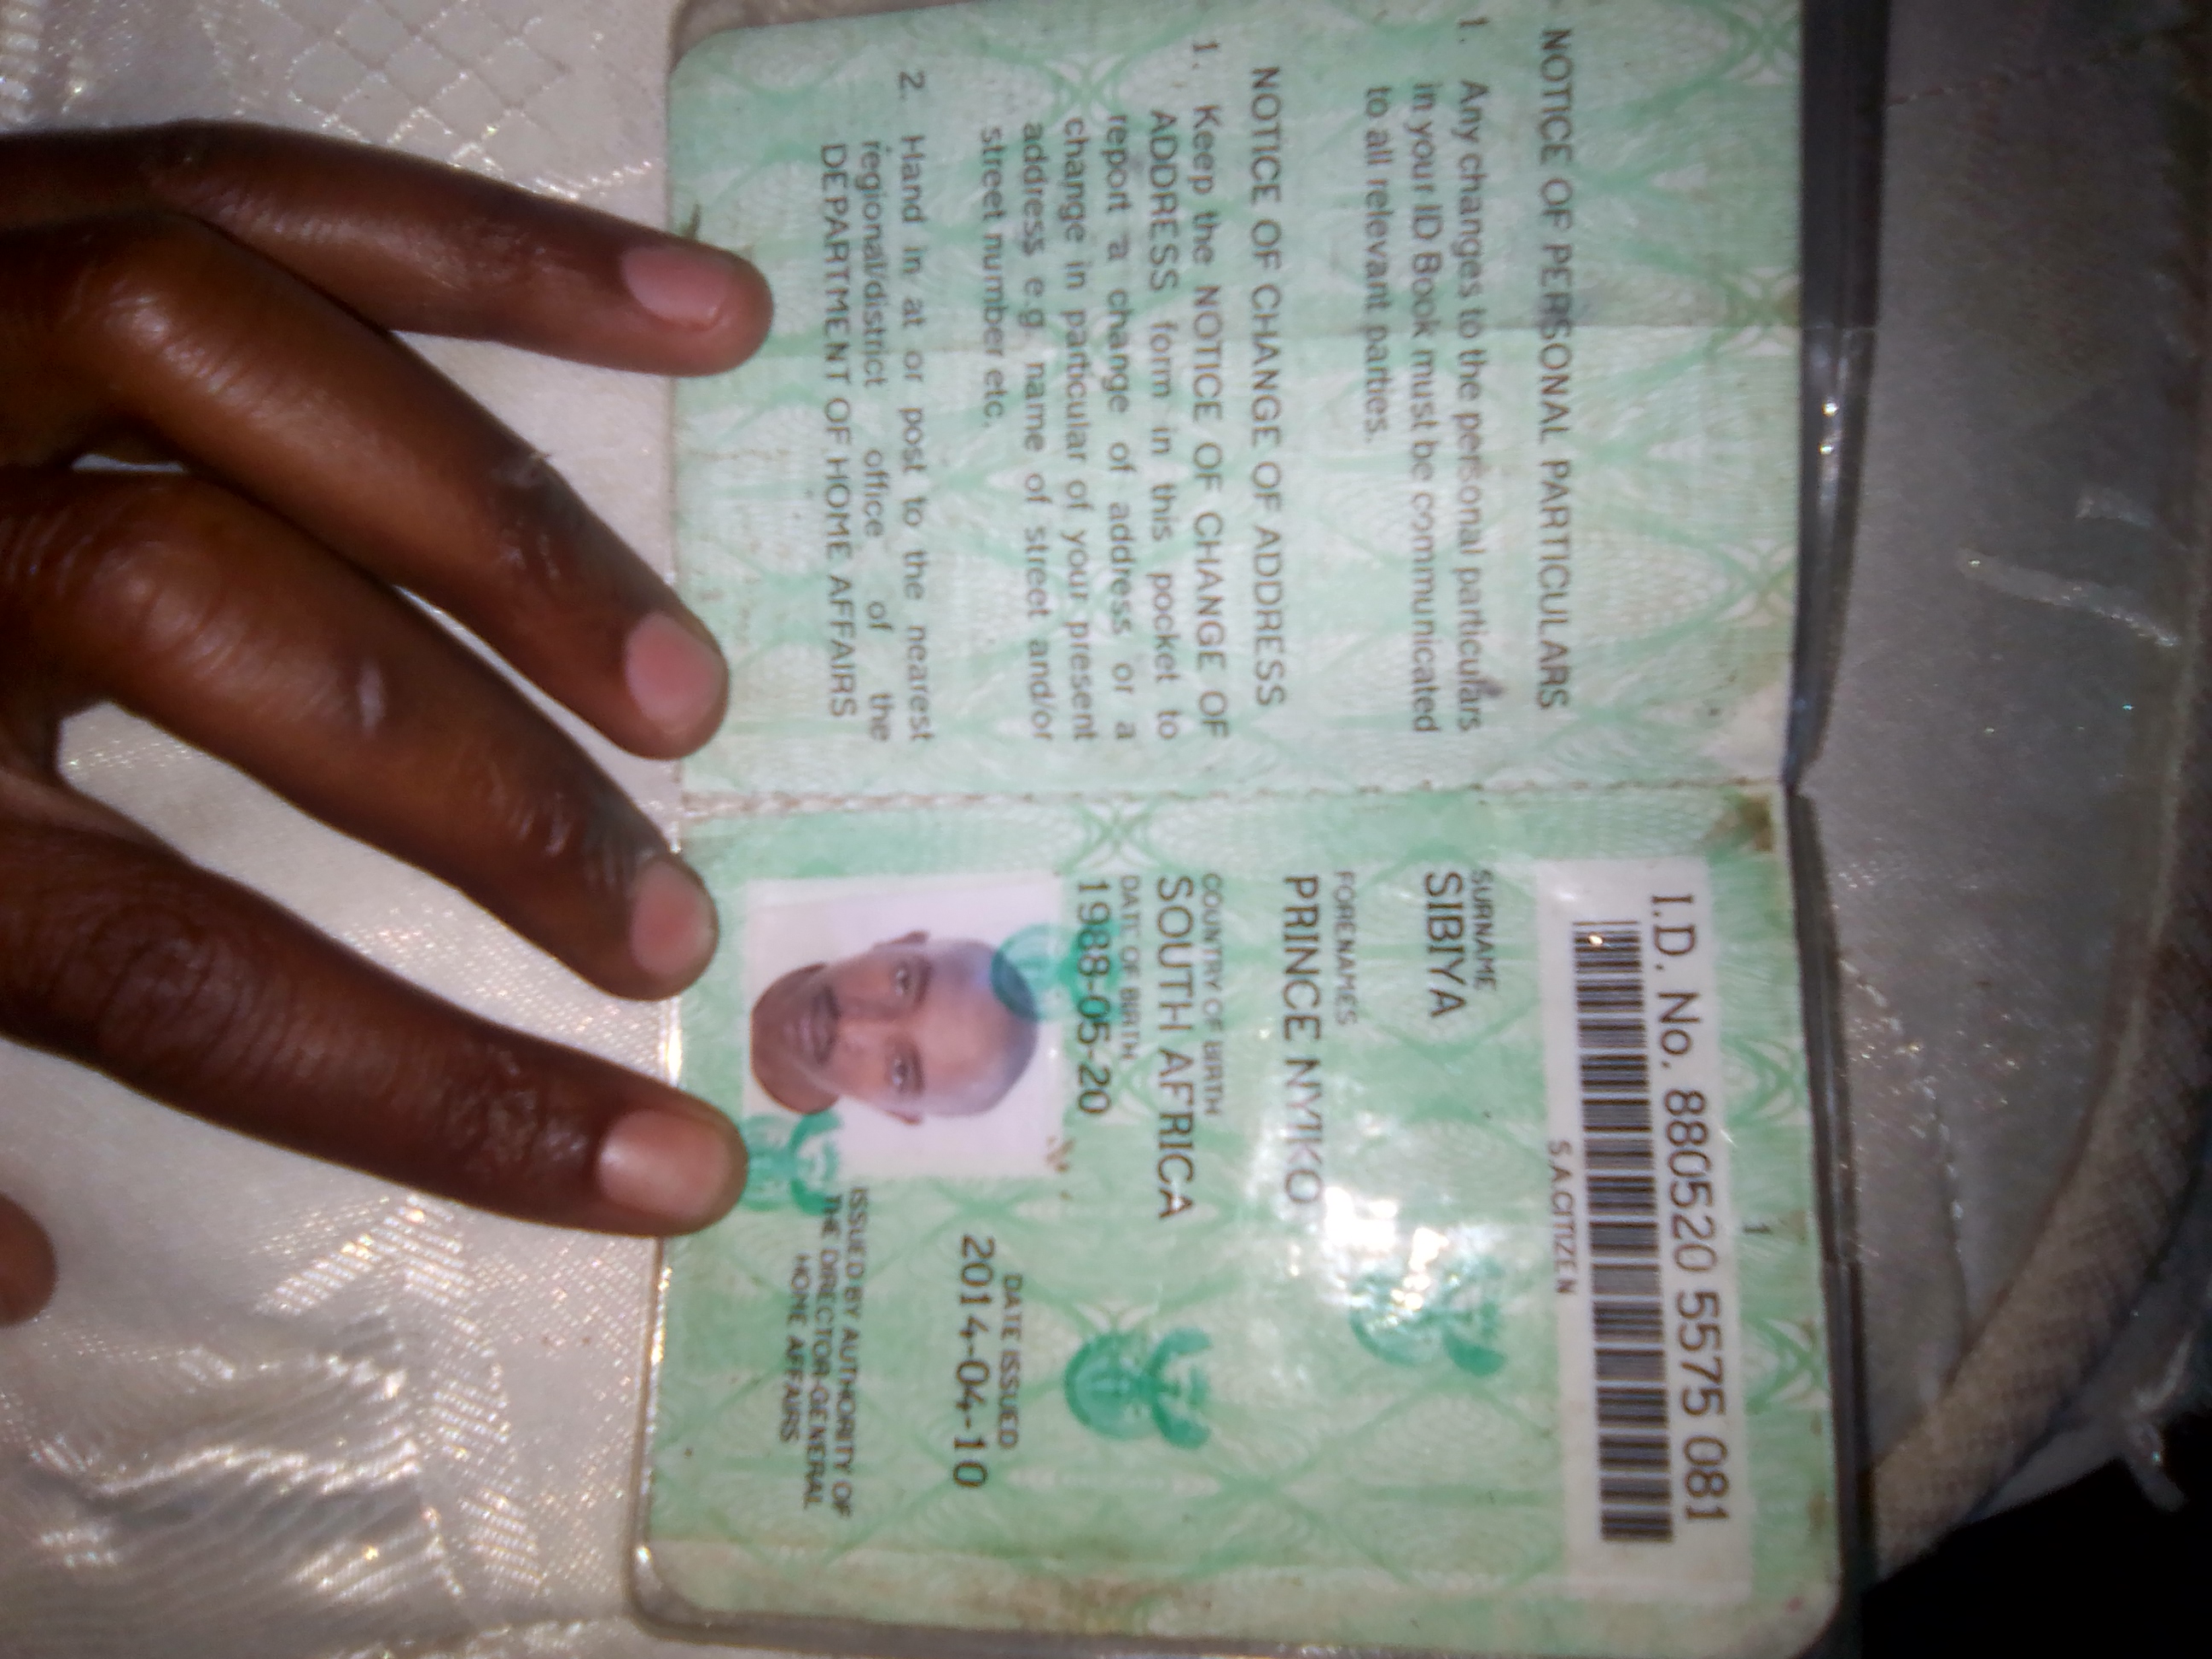 NOTICE OF PERSONAL PARTICULARS
1. Any changes to the personal particulars
in your ID Book must be communicated
to all relevant parties.
NOTICE OF CHANGE OF ADDRESS
1. Keep the NOTICE OF CHANGE OF
ADDRESS form in this pocket to
report a change of address or a
change in particular of your present
address e.g. name of street and/or
street number etc.
2. Hand in at or post to the nearest
regional/district office of the
DEPARTMENT OF HOME AFFAIRS
1
I.D. No. 880520 5575 081
S.A.CITIZEN
SURNAME
SIBIYA
FORENAMES
PRINCE NYIKO
COUNTRY OF BIRTH
SOUTH AFRICA
DATE OF BIRTH
1988-05-20
DATE ISSUED
2014-04-10
ISSUED BY AUTHORITY OF
THE DIRECTOR-GENERAL
HOME AFFAIRS